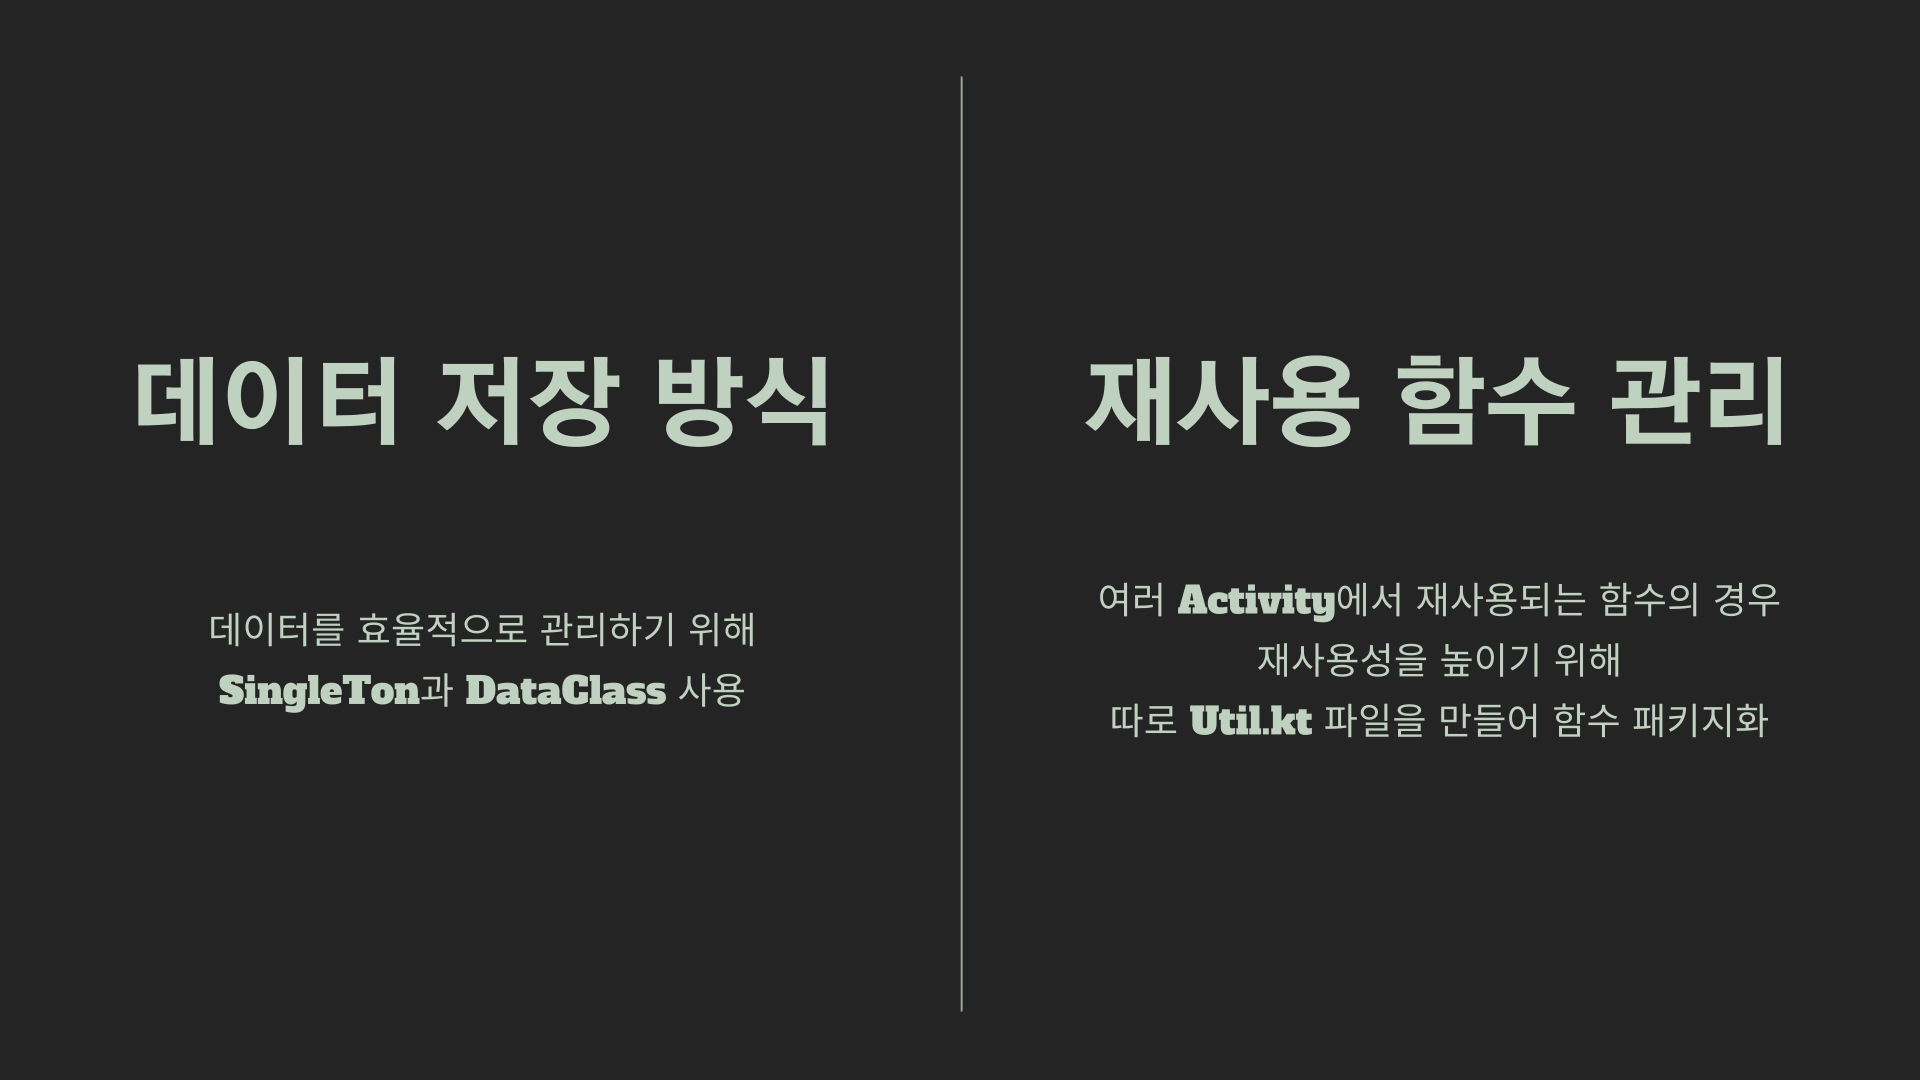 데이터 저장 방식
데이터를 효율적으로 관리하기 위해
SingleTon과 DataClass 사용
재사용 함수 관리
여러 Activity에서 재사용되는 함수의 경우
재사용성을 높이기 위해
따로 Util.kt 파일을 만들어 함수 패키지화